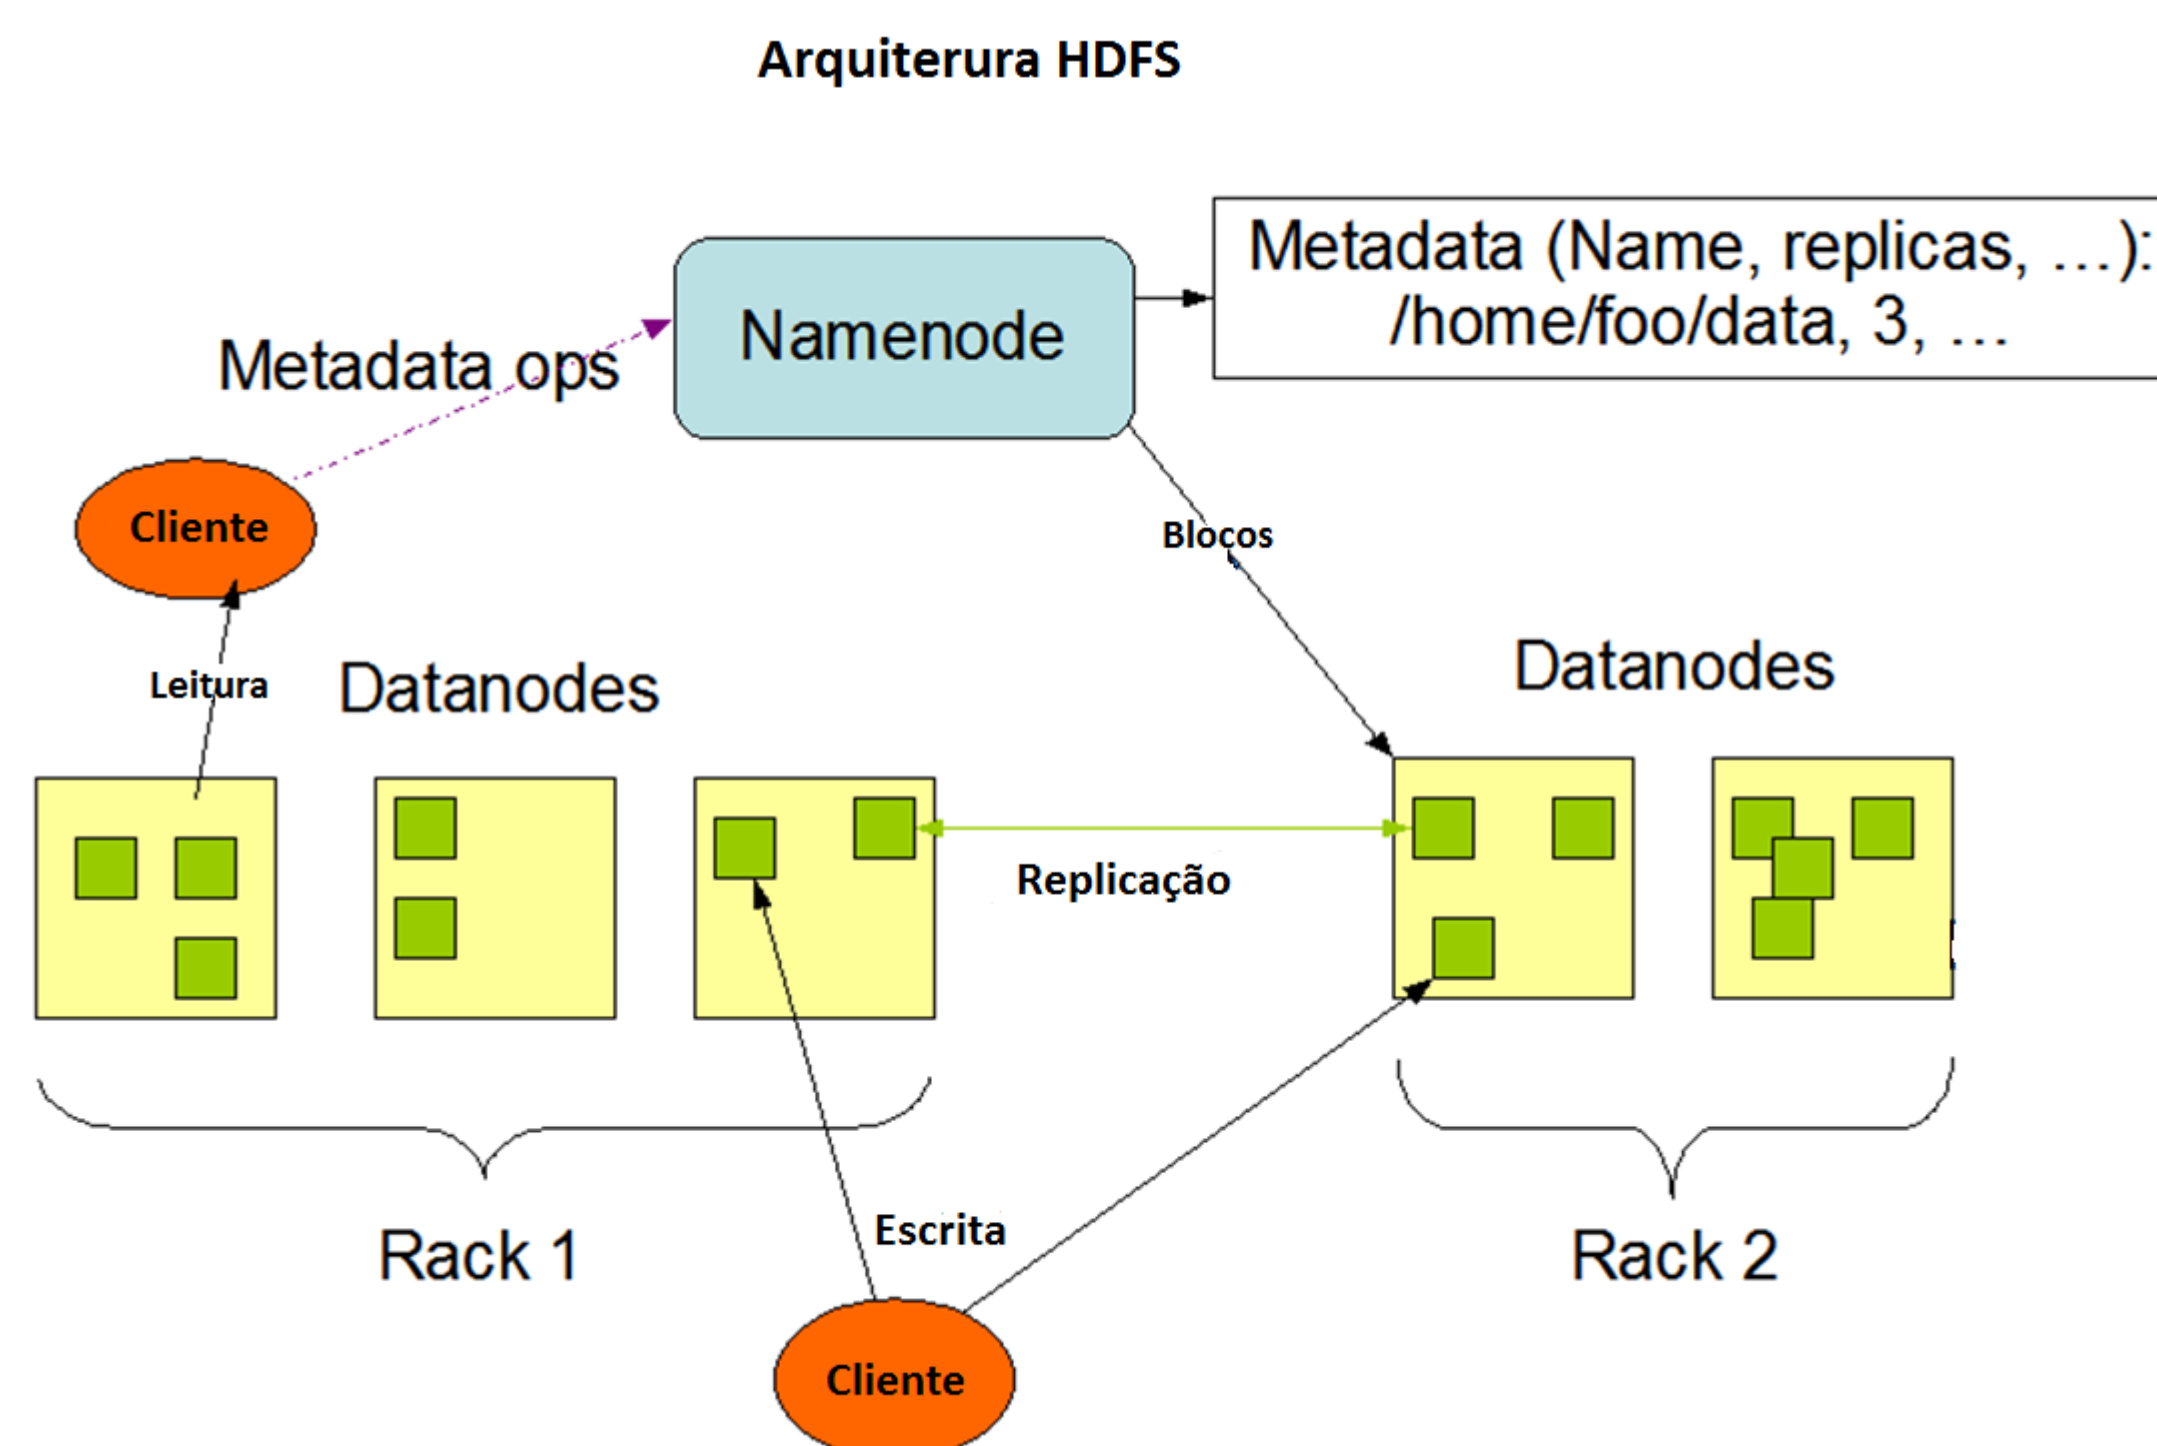 Arquiterura HDFS
Metadata (Name, replicas, ...):
/home/foo/data, 3, ...
Namenode
Metadata ops
Cliente
Blocos
Leitura
Datanodes
Datanodes
Replicação
Escrita
Rack 1
Rack 2
Cliente